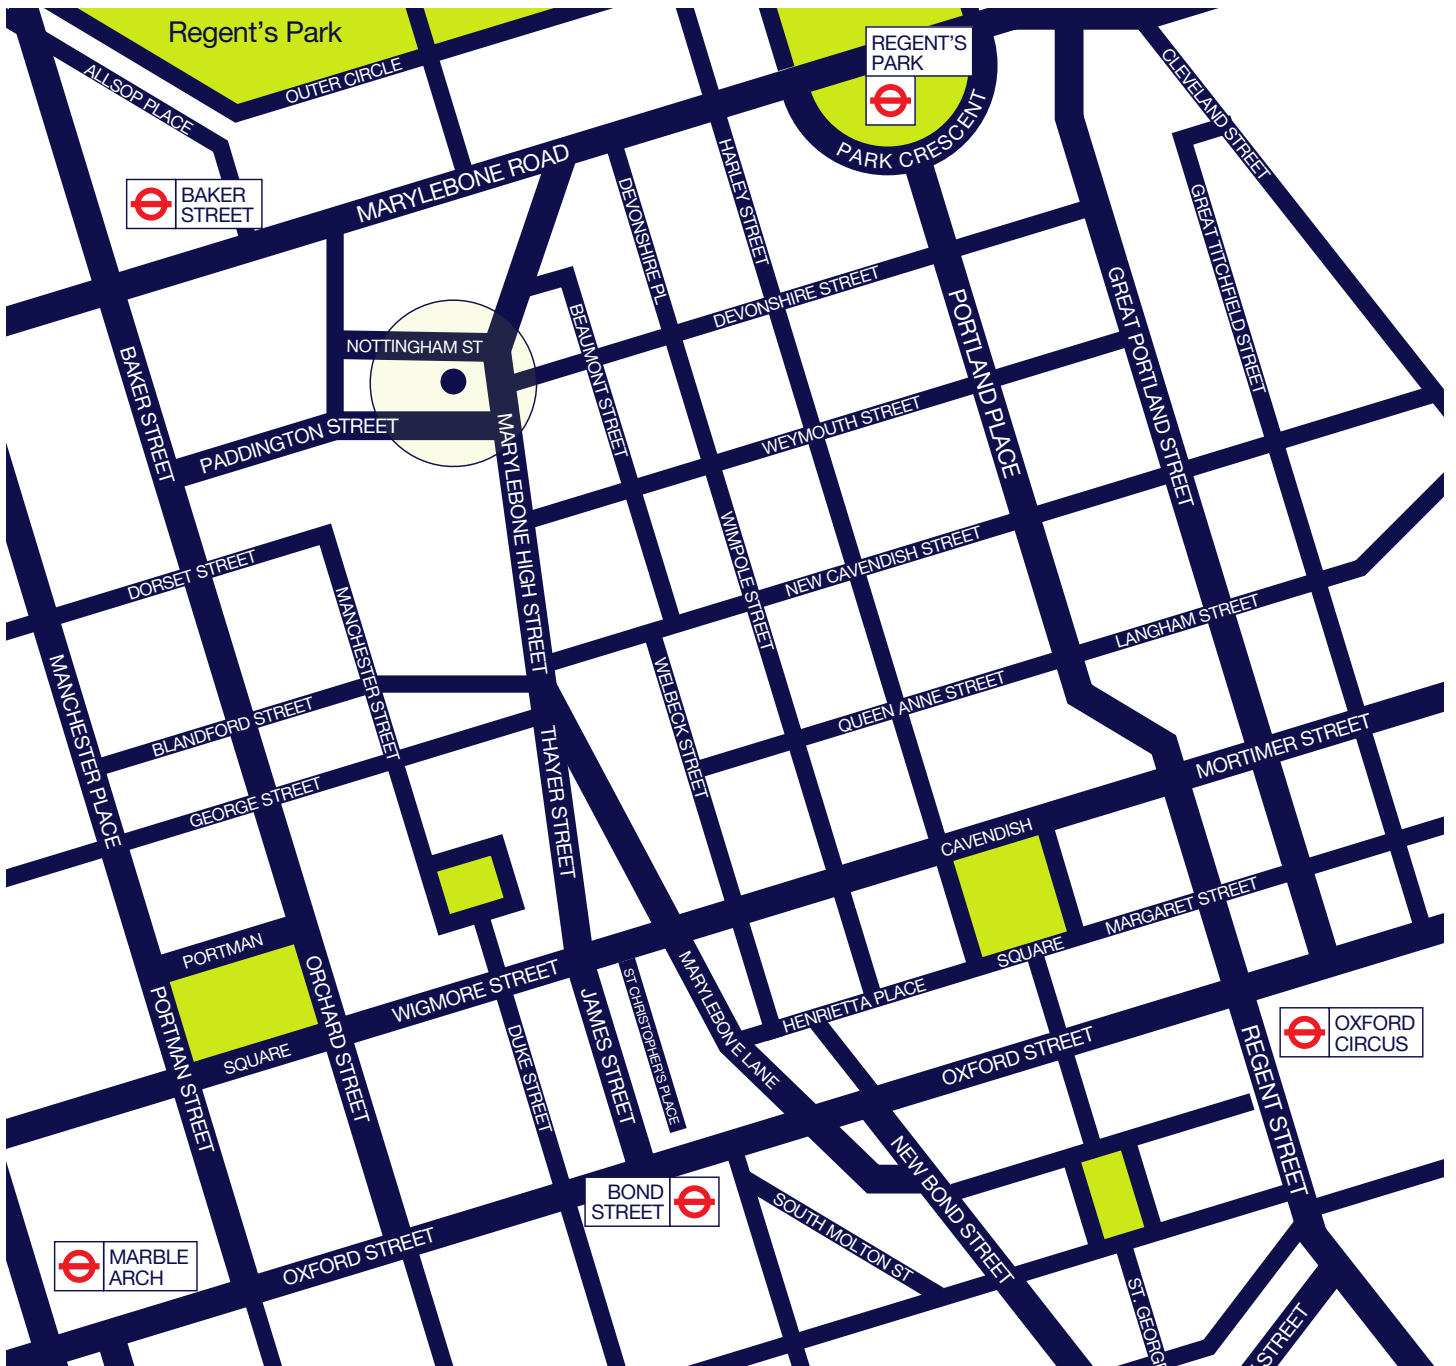 Regent's Park
REGENT'S
PARK
ALLSOP PLACE
OUTER CIRCLE
CLEVELAND STREET
PARK CRESCENT
MARYLEBONE ROAD
HARLEY STREET
BAKER
STREET
DEVONSHIRE PL
GREAT TITCHFIELD STREET
DEVONSHIRE STREET
GREAT PORTLAND STREET
PORTLAND PLACE
BEAUMONT STREET
NOTTINGHAM ST
BAKER STREET
WEYMOUTH STREET
PADDINGTON STREET
MARYLEBONE HIGH STREET
WIMPOLE STREET
NEW CAVENDISH STREET
DORSET STREET
MANCHESTER STREET
LANGHAM STREET
MANCHESTER PLACE
WELBECK STREET
QUEEN ANNE STREET
BLANDFORD STREET
THAYER STREET
MORTIMER STREET
GEORGE STREET
CAVENDISH
SQUARE
MARGARET STREET
PORTMAN
SQUARE
ORCHARD STREET
WIGMORE STREET
MARYLEBONE LANE
ST CHRISTOPHER'S PLACE
JAMES STREET
HENRIETTA PLACE
PORTMAN STREET
DUKE STREET
OXFORD STREET
REGENT STREET
OXFORD
CIRCUS
NEW BOND STREET
BOND
STREET
SOUTH MOLTON ST
OXFORD STREET
MARBLE
ARCH
ST. GEORG
STREET